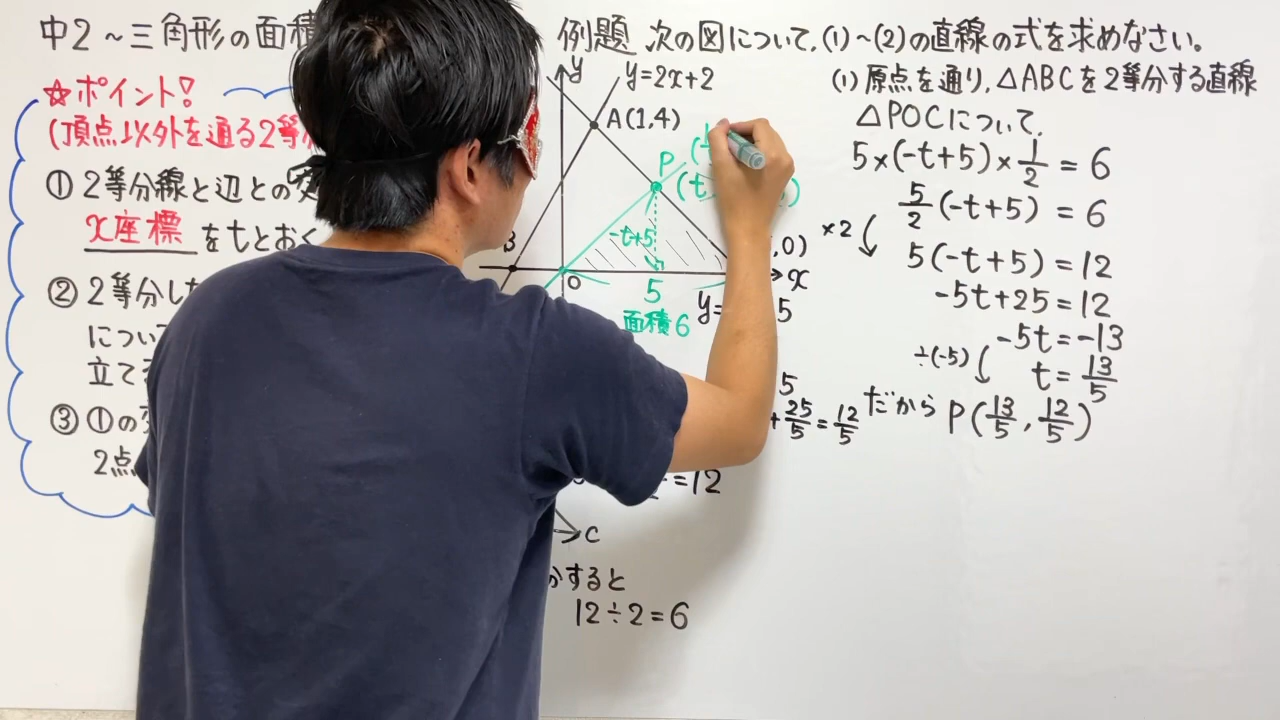 中2～三角形の面積
☆ポイント!
(頂点以外を通る2等分
①2等分線と辺との交
x座標をtとおく
②2等分した
につい
立て
③①の
2点
例題 次の図について,(1)～(2)の直線の式を求めなさい。
y
y=2x+2
A(1,4)
P
(t
-t+5
B
O
5
,0)
x
面積6
y=
5
(1)原点を通り,△ABCを2等分する直線
△POCについて,
5×(-t+5)×1/2=6
5/2(-t+5)=6
×2
5(-t+5)=12
-5t+25=12
-5t=-13
÷(-5)
t=13/5
5
+25/5=12/5 だから P(13/5,12/5)
=12
C
すると
12÷2=6